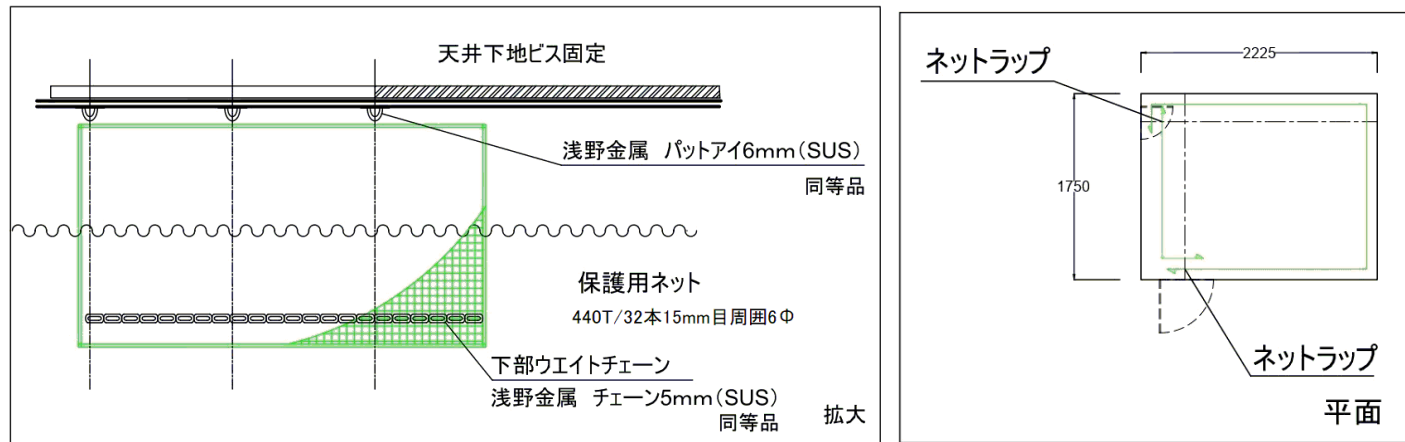 天井下地ビス固定
浅野金属 パットアイ6mm(SUS)
同等品
保護用ネット
440T/32本15mm目周囲6Φ
下部ウエイトチェーン
浅野金属 チェーン5mm(SUS)
同等品
拡大
ネットラップ
2225
1750
ネットラップ
平面